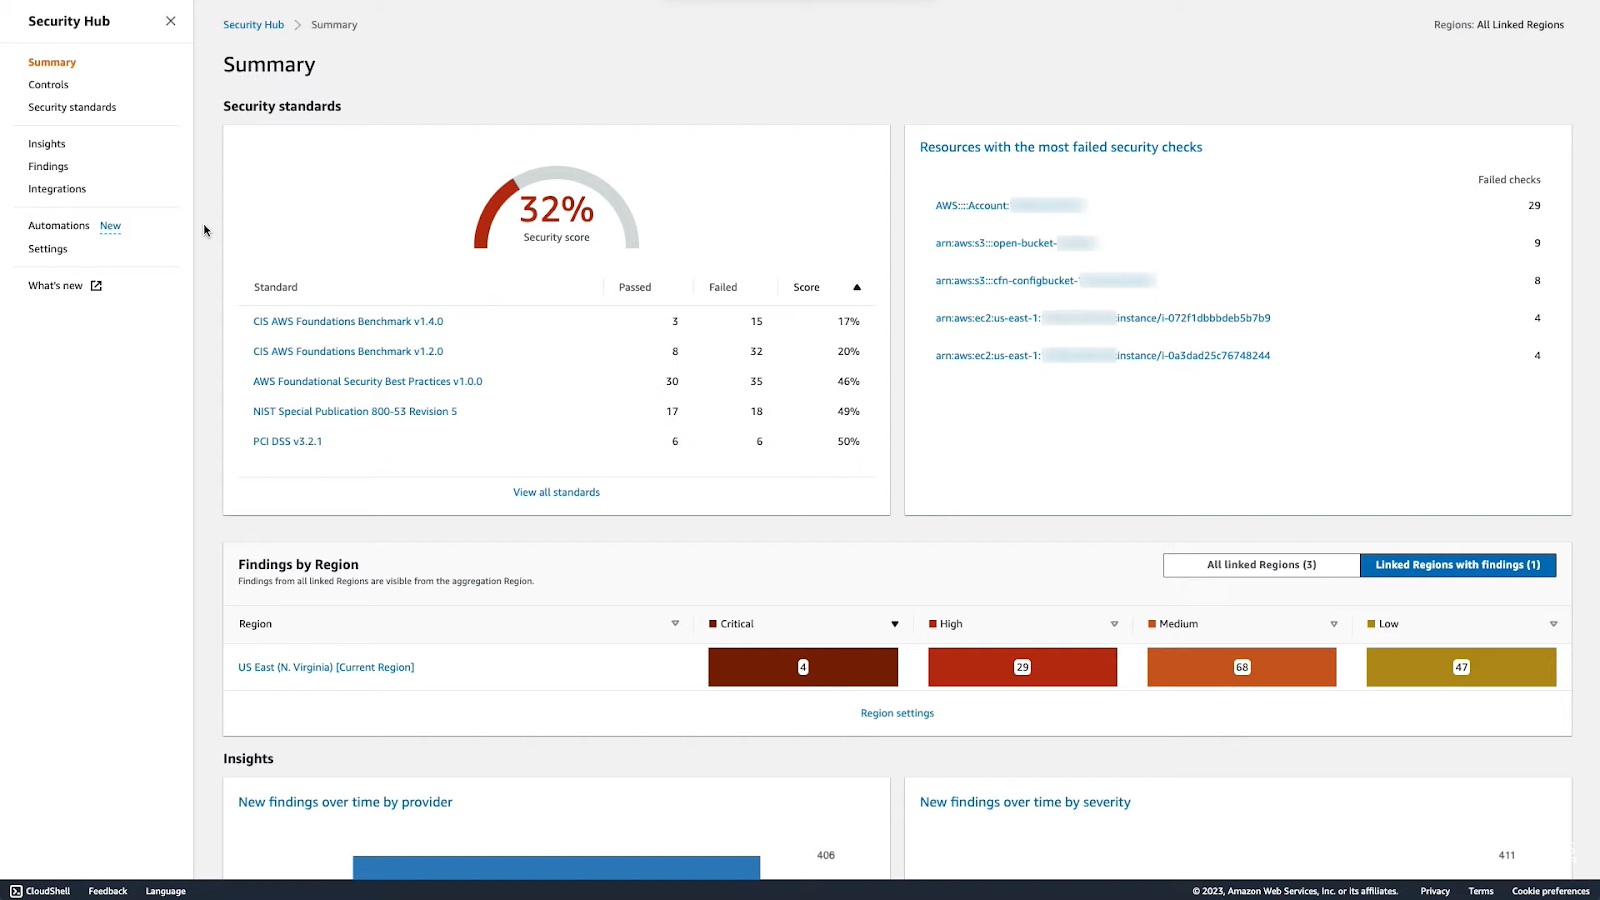 Security Hub
Security Hub > Summary
Regions: All Linked Regions
Summary
Controls
Security standards
Insights
Findings
Integrations
Automations New
Settings
What's new
Summary
Security standards
32%
Security score
Standard Passed Failed Score
CIS AWS Foundations Benchmark v1.4.0 3 15 17%
CIS AWS Foundations Benchmark v1.2.0 8 32 20%
AWS Foundational Security Best Practices v1.0.0 30 35 46%
NIST Special Publication 800-53 Revision 5 17 18 49%
PCI DSS v3.2.1 6 6 50%
View all standards
Resources with the most failed security checks
Failed checks
AWS::::Account: 29
arn:aws:s3:::open-bucket- 9
arn:aws:s3:::cfn-configbucket- 8
arn:aws:ec2:us-east-1: instance/i-072f1dbbbdeb5b7b9 4
arn:aws:ec2:us-east-1: instance/i-0a3dad25c76748244 4
Findings by Region
Findings from all linked Regions are visible from the aggregation Region.
All linked Regions (3) Linked Regions with findings (1)
Region Critical High Medium Low
US East (N. Virginia) [Current Region] 4 29 68 47
Region settings
Insights
New findings over time by provider
406
New findings over time by severity
411
CloudShell Feedback Language
© 2023, Amazon Web Services, Inc. or its affiliates. Privacy Terms Cookie preferences